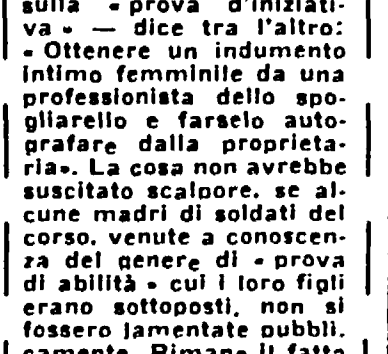 sulla « prova d'iniziati-
va » — dice tra l'altro:
« Ottenere un indumento
intimo femminile da una
professionista dello spo-
gliarello e farselo auto-
grafare dalla proprieta-
ria». La cosa non avrebbe
suscitato scalpore, se al-
cune madri di soldati del
corso, venute a conoscen-
za del genere di « prova
di abilità » cui i loro figli
erano sottoposti, non si
fossero lamentate pubbli.
camente. Rimane il fatto